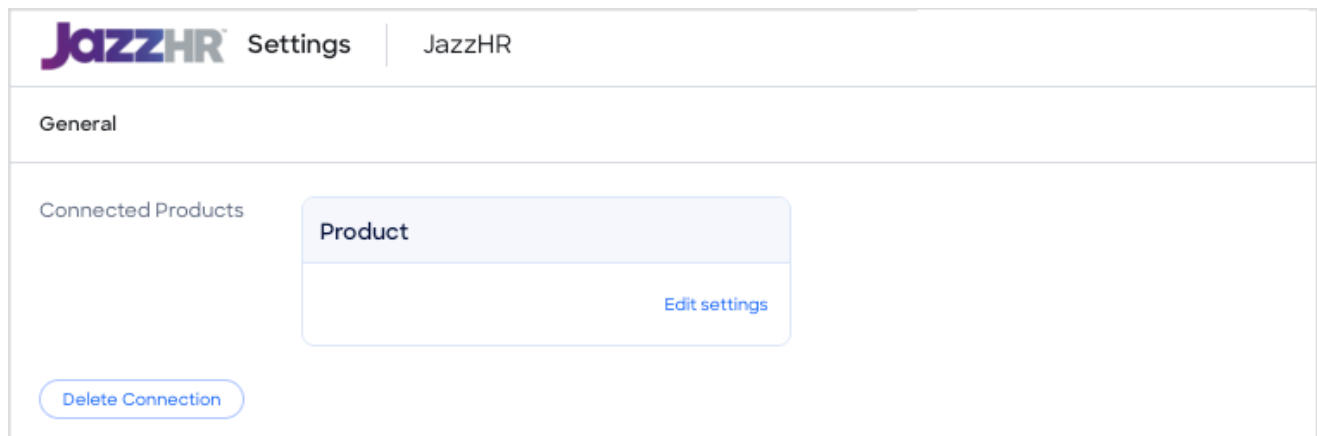 JazzHR Settings JazzHR
General
Connected Products
Product
Edit settings
Delete Connection